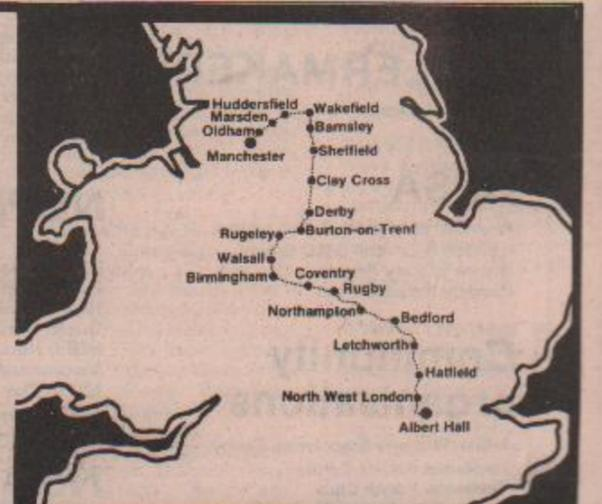 Huddersfield
Wakefield
Marsden
Barnsley
Oldham
Manchester
Sheffield
Clay Cross
Derby
Burton-on-Trent
Rugeley
Walsall
Birmingham
Coventry
Rugby
Northampton
Bedford
Letchworth
Hatfield
North West London
Albert Hall